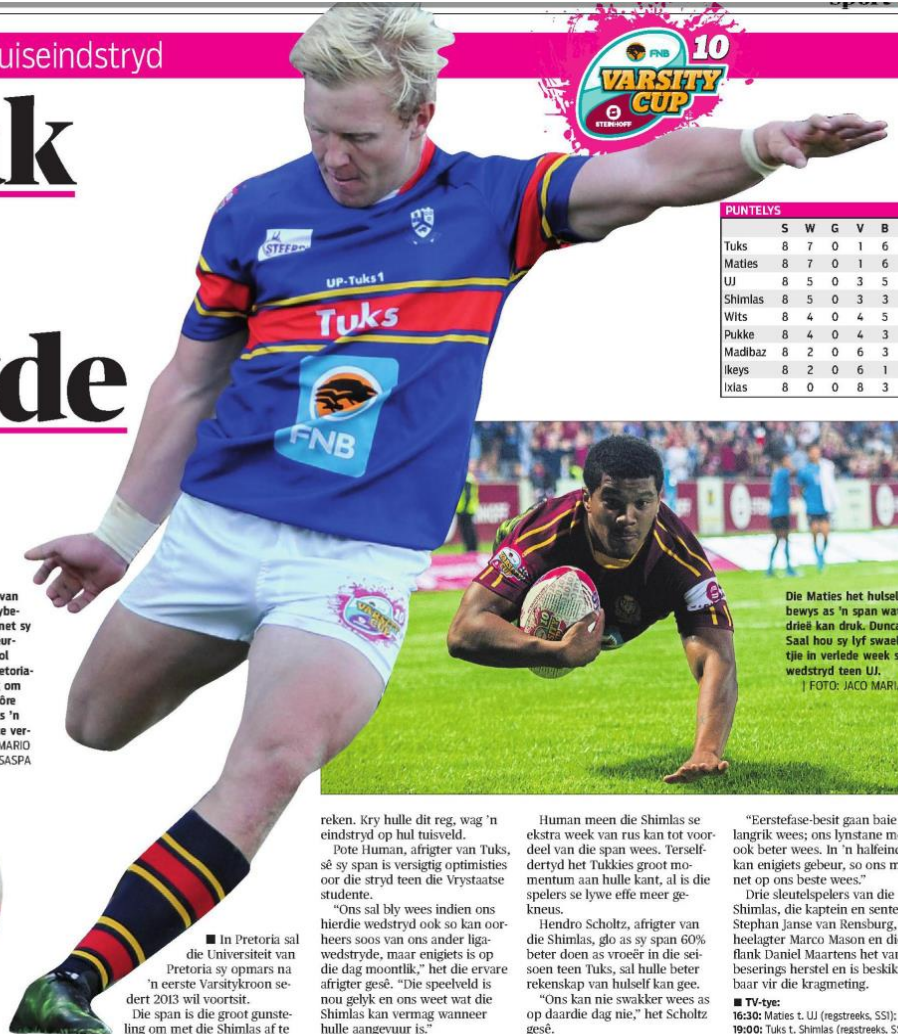 sport
uiseindstryd
FNB
10
VARSITY
CUP
STEINHOFF
PUNTELYS
S W G V B
Tuks 8 7 0 1 6
Maties 8 7 0 1 6
UJ 8 5 0 3 5
Shimlas 8 5 0 3 3
Wits 8 4 0 4 5
Pukke 8 4 0 4 3
Madibaz 8 2 0 6 3
Ikeys 8 2 0 6 1
Ixias 8 0 0 8 3
k
de
STEERS
UP-Tuks 1
Tuks
FNB
van
ybe-
net sy
eur-
ol
etoria-
om
ôre
s 'n
e ver-
MARIO
SASPA
Die Maties het hulsel
bewys as 'n span wat
drieë kan druk. Dunca
Saal hou sy lyf swael
tjie in verlede week s
wedstryd teen UJ.
| FOTO: JACO MARI
■ In Pretoria sal
die Universiteit van
Pretoria sy opmars na
'n eerste Varsitykroon se-
dert 2013 wil voortsit.
Die span is die groot gunste-
ling om met die Shimlas af te
reken. Kry hulle dit reg, wag 'n
eindstryd op hul tuisveld.
Pote Human, afrigter van Tuks,
sê sy span is versigtig optimisties
oor die stryd teen die Vrystaatse
studente.
“Ons sal bly wees indien ons
hierdie wedstryd ook so kan oor-
heers soos van ons ander liga-
wedstryde, maar enigiets is op
die dag moontlik,” het die ervare
afrigter gesê. “Die speelveld is
nou gelyk en ons weet wat die
Shimlas kan vermag wanneer
hulle aangevuur is.”
Human meen die Shimlas se
ekstra week van rus kan tot voor-
deel van die span wees. Terself-
dertyd het Tukkies groot mo-
mentum aan hulle kant, al is die
spelers se lywe effe meer ge-
kneus.
Hendro Scholtz, afrigter van
die Shimlas, glo as sy span 60%
beter doen as vroeër in die sei-
soen teen Tuks, sal hulle beter
rekenskap van hulself kan gee.
“Ons kan nie swakker wees as
op daardie dag nie,” het Scholtz
gesê.
“Eerstefase-besit gaan baie
langrik wees; ons lynstane m
ook beter wees. In 'n halfeind
kan enigiets gebeur, so ons m
net op ons beste wees.”
Drie sleutelspelers van die
Shimlas, die kaptein en sente
Stephan Janse van Rensburg,
heelagter Marco Mason en die
flank Daniel Maartens het van
beserings herstel en is beskik
baar vir die kragmeting.
■ TV-tye:
16:30: Maties t. UJ (regstreeks, SS1);
19:00: Tuks t. Shimlas (regstreeks, S